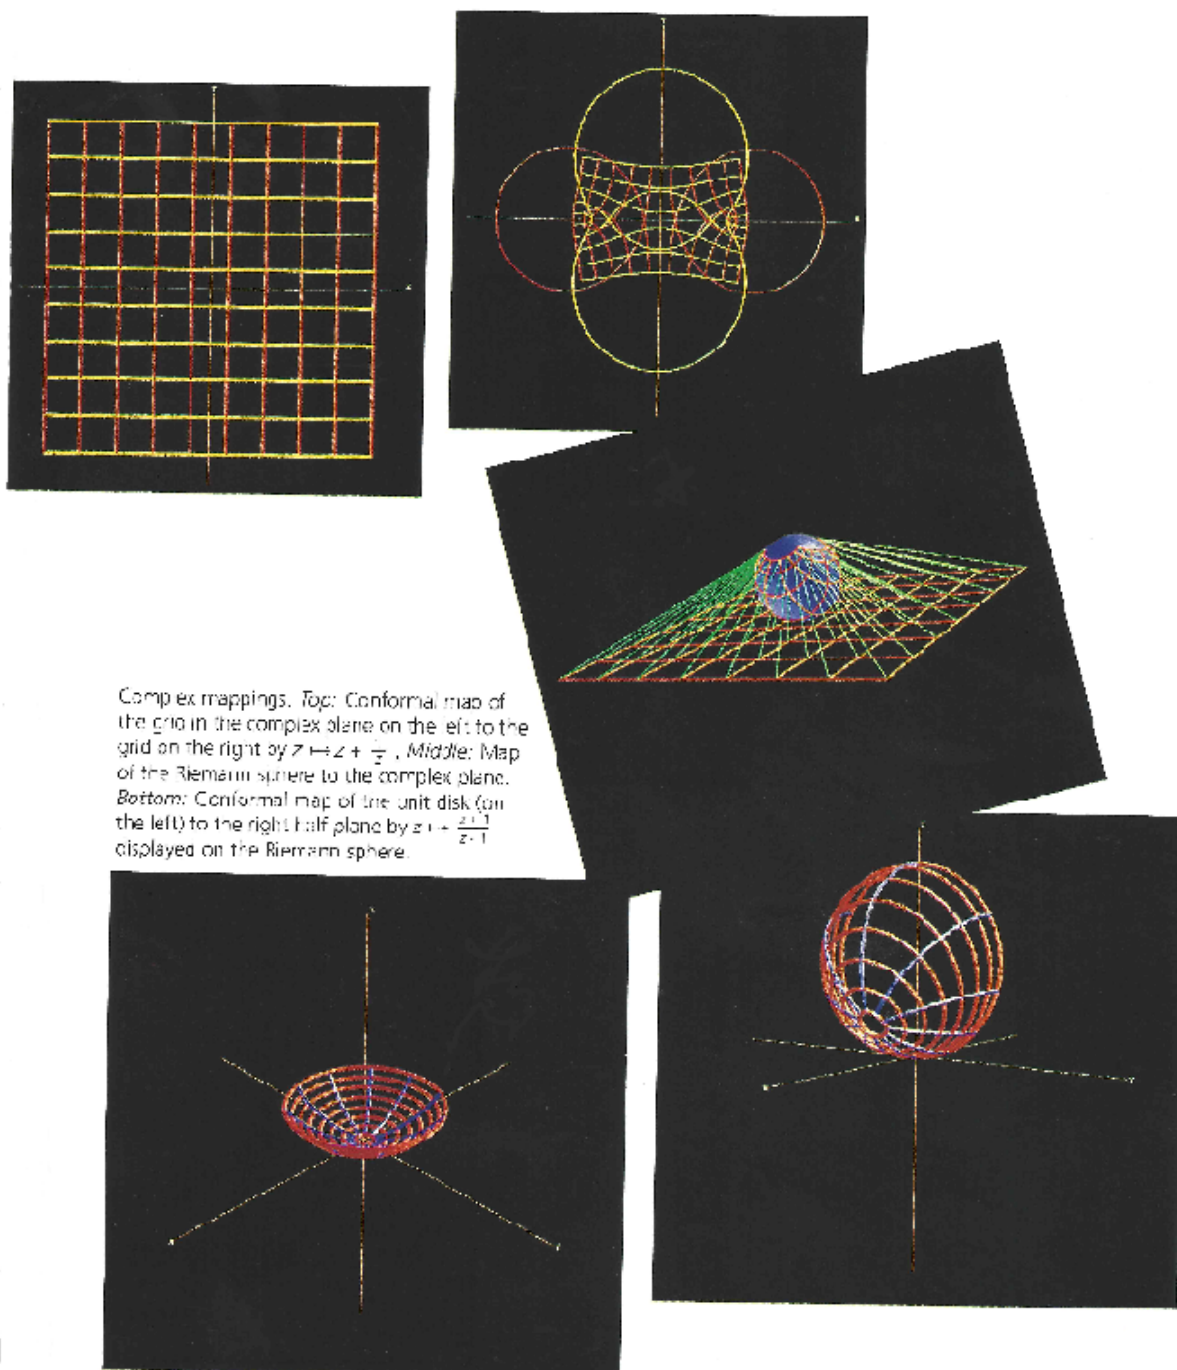 Complex mappings. Top: Conformal map of
the grid in the complex plane on the left to the
grid on the right by z ↦ z + 1/z , Middle: Map
of the Riemann sphere to the complex plane.
Bottom: Conformal map of the unit disk (on
the left) to the right half plane by z ↦
displayed on the Riemann sphere.